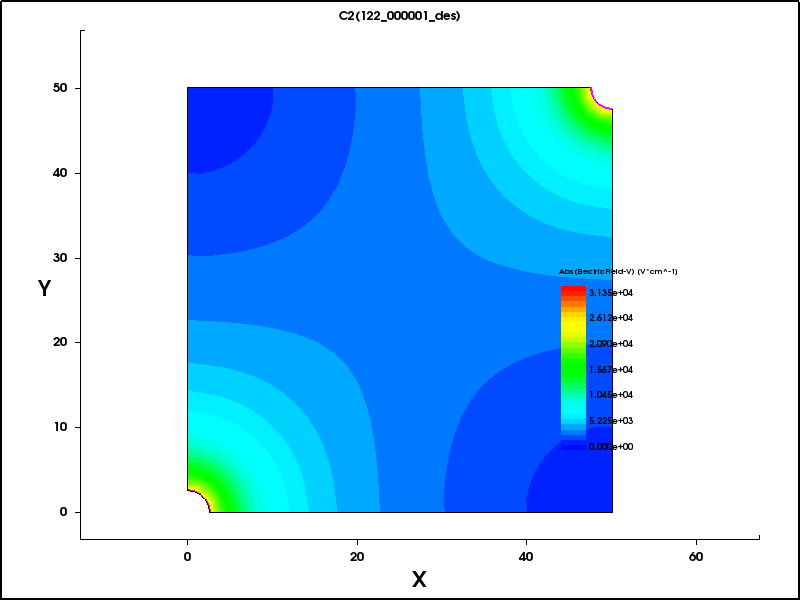 C2(122_000001_des)
50
40
30
20
10
0
Y
Abs(ElectricField-V) (V*cm^-1)
3.135e+04
2.612e+04
2.090e+04
1.567e+04
1.045e+04
5.225e+03
0.000e+00
0
20
40
60
X